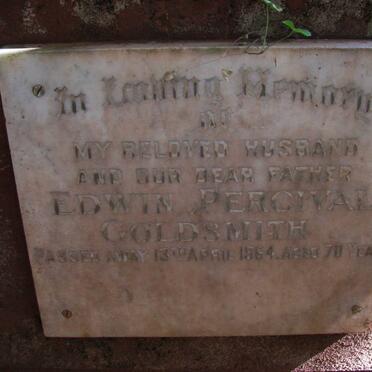 In Loving Memory
OF
MY BELOVED HUSBAND
AND OUR DEAR FATHER
EDWIN PERCIVAL
GOLDSMITH
PASSED AWAY 13TH APRIL 1964. AGED 70 YEA